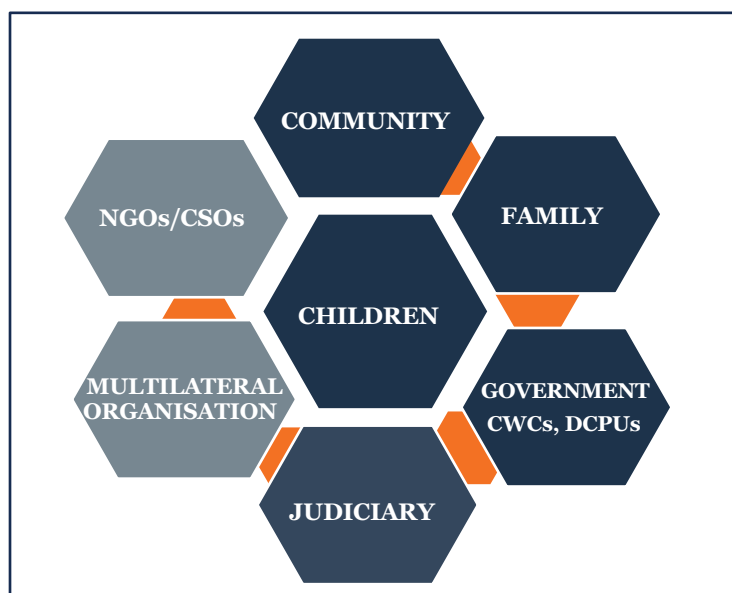 COMMUNITY
NGOs/CSOs
FAMILY
CHILDREN
MULTILATERAL
ORGANISATION
GOVERNMENT
CWCs, DCPUs
JUDICIARY